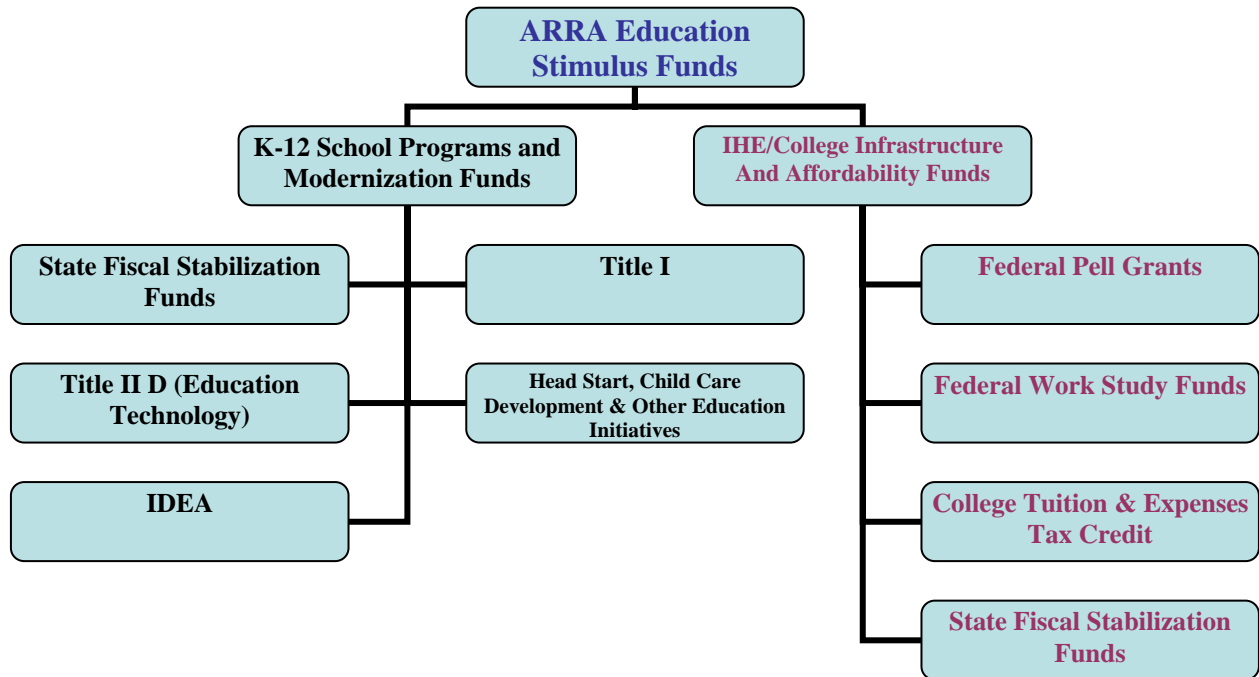 ARRA Education
Stimulus Funds
K-12 School Programs and
Modernization Funds
IHE/College Infrastructure
And Affordability Funds
State Fiscal Stabilization
Funds
Title I
Federal Pell Grants
Title II D (Education
Technology)
Head Start, Child Care
Development & Other Education
Initiatives
Federal Work Study Funds
IDEA
College Tuition & Expenses
Tax Credit
State Fiscal Stabilization
Funds